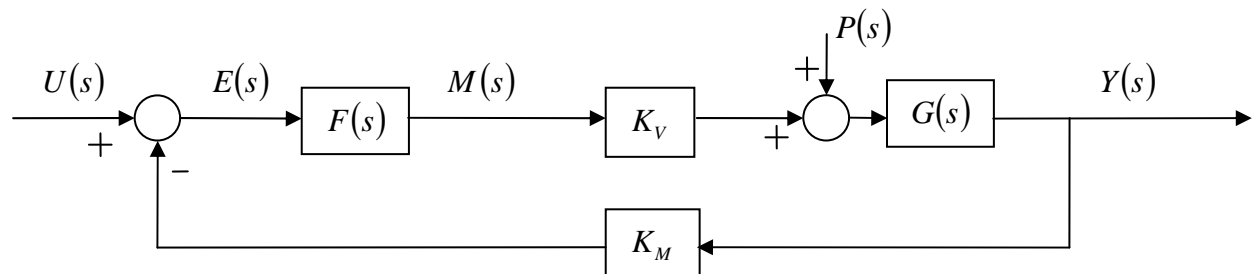 P(s)
U(s) E(s) M(s) + Y(s)
F(s) K_V G(s)
+ +
−
K_M